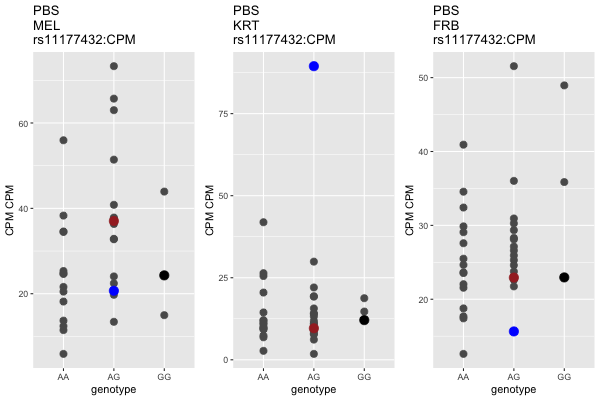 PBS
MEL
rs11177432:CPM
CPM CPM
60
40
20
AA AG GG
genotype
PBS
KRT
rs11177432:CPM
CPM CPM
75
50
25
0
AA AG GG
genotype
PBS
FRB
rs11177432:CPM
CPM CPM
50
40
30
20
AA AG GG
genotype